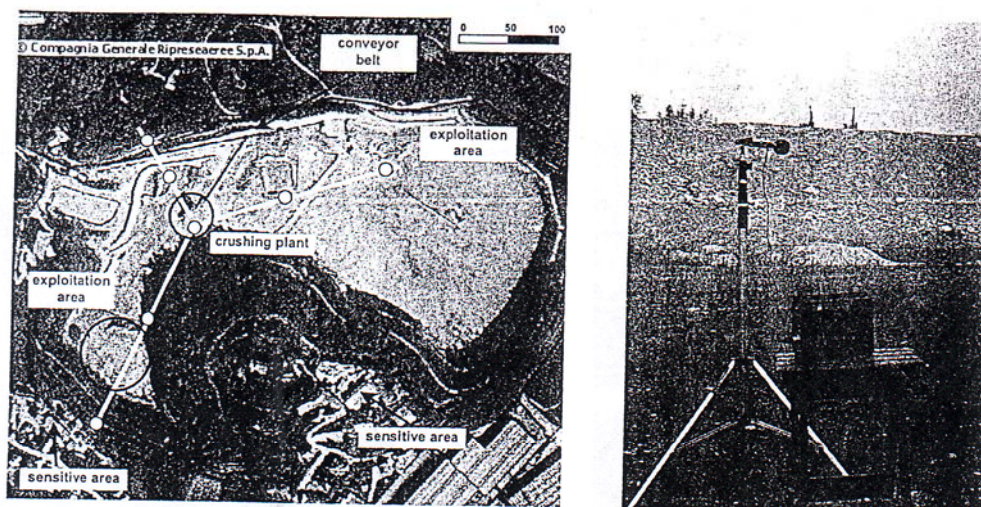 0 50 100
© Compagnia Generale Ripreseaeree S.p.A.
conveyor
belt
exploitation
area
crushing plant
exploitation
area
sensitive area
sensitive area